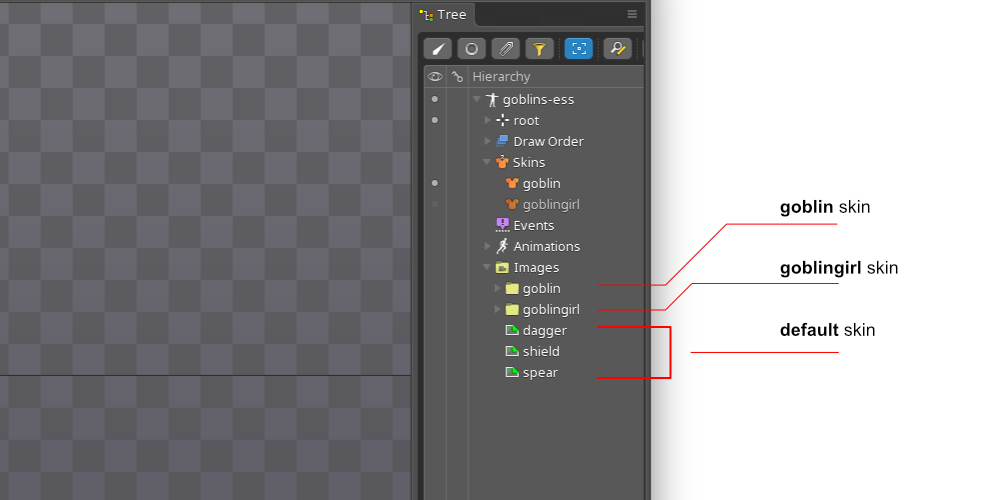 Tree
Hierarchy
goblins-ess
root
Draw Order
Skins
goblin
goblingirl
Events
Animations
Images
goblin
goblingirl
dagger
shield
spear
goblin skin
goblingirl skin
default skin